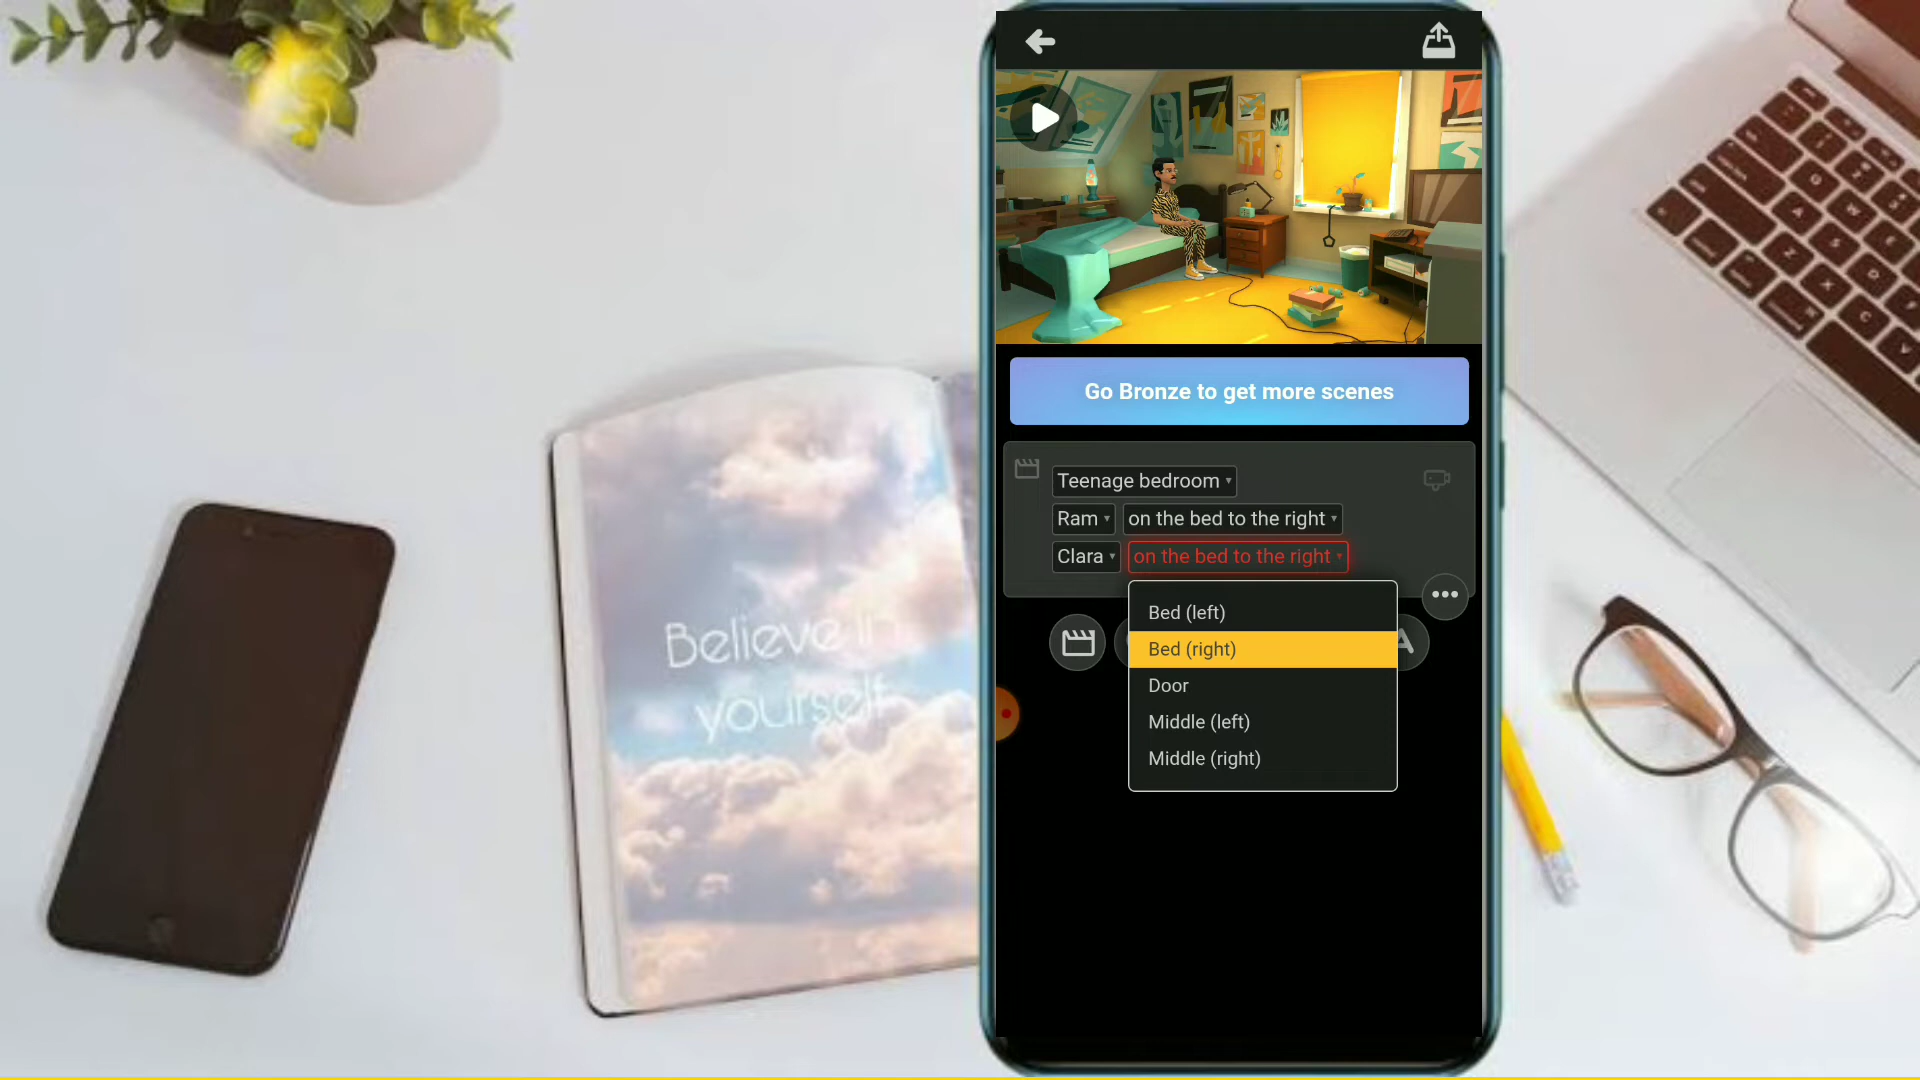 Go Bronze to get more scenes
Teenage bedroom
Ram on the bed to the right
Clara on the bed to the right
Bed (left)
Bed (right)
Door
Middle (left)
Middle (right)
A
Believe in
yourself